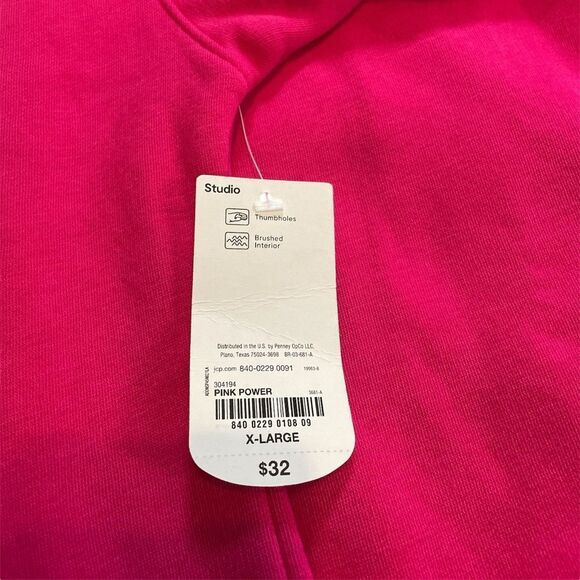 Studio
Thumbholes
Brushed
Interior
Distributed in the U.S. by Penney OpCo LLC,
Plano, Texas 75024-3698 BR-03-681-A
jcp.com 840-0229 0091
304194
PINK POWER 3681-A
840 0229 0108 09
X-LARGE
$32